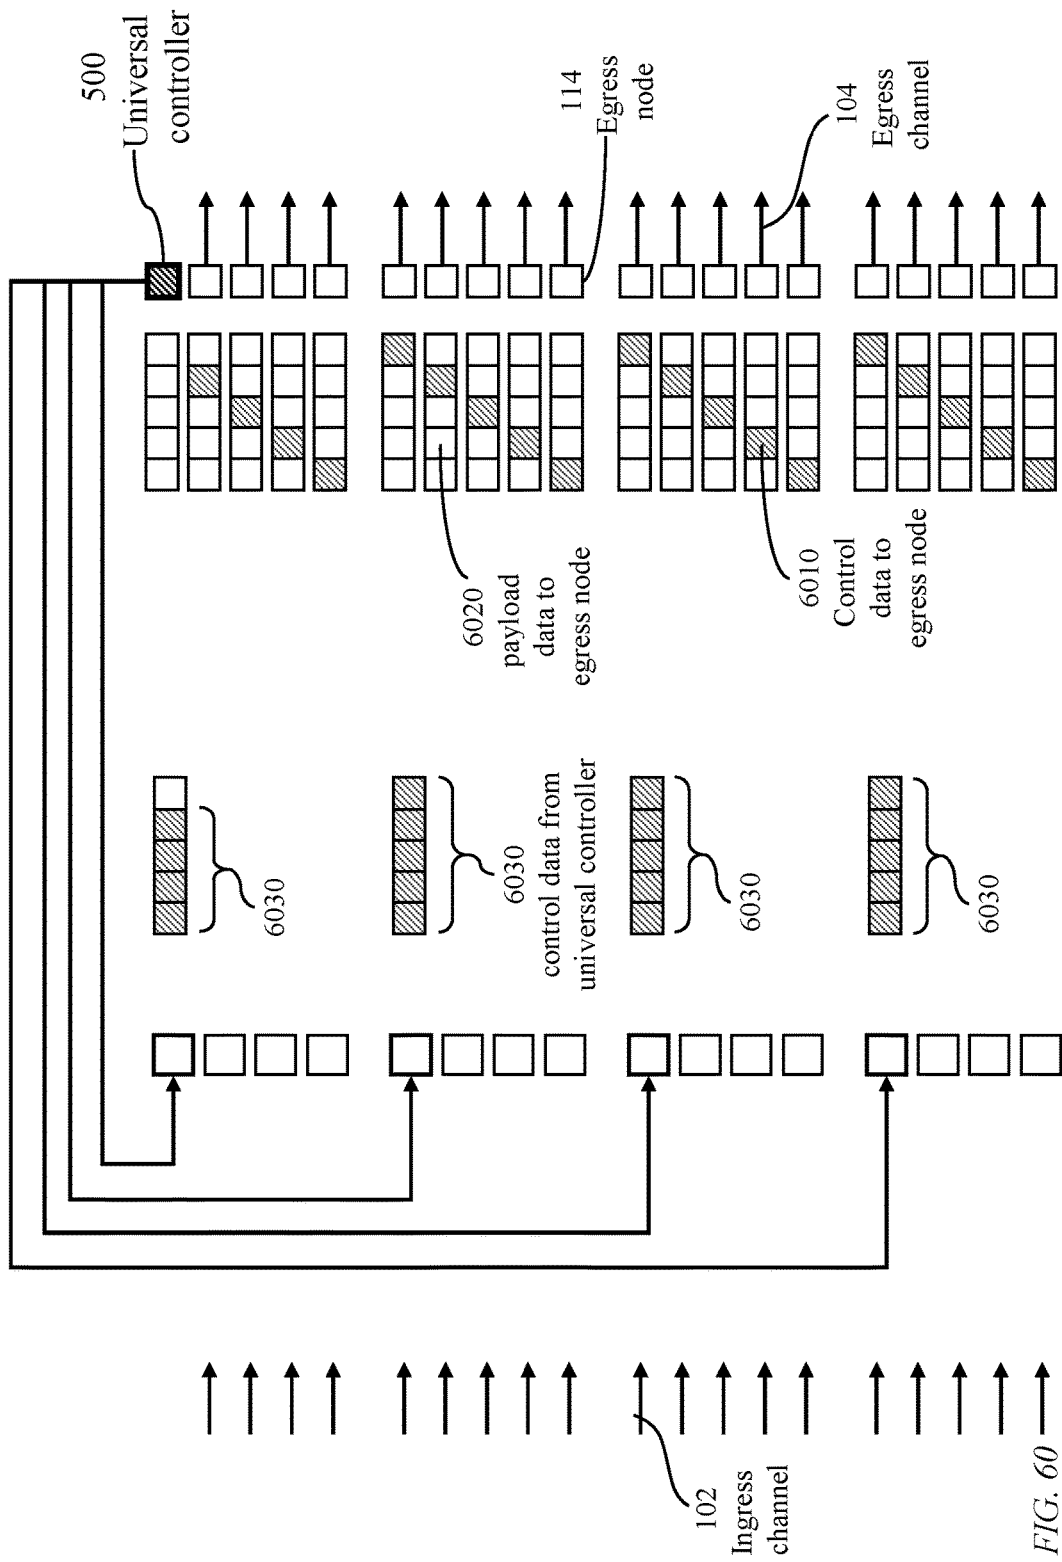 500
Universal
controller
114
Egress
node
104
Egress
channel
6020
payload
data to
egress node
6010
Control
data to
egress node
6030
6030
control data from
universal controller
6030
6030
102
Ingress
channel
FIG. 60